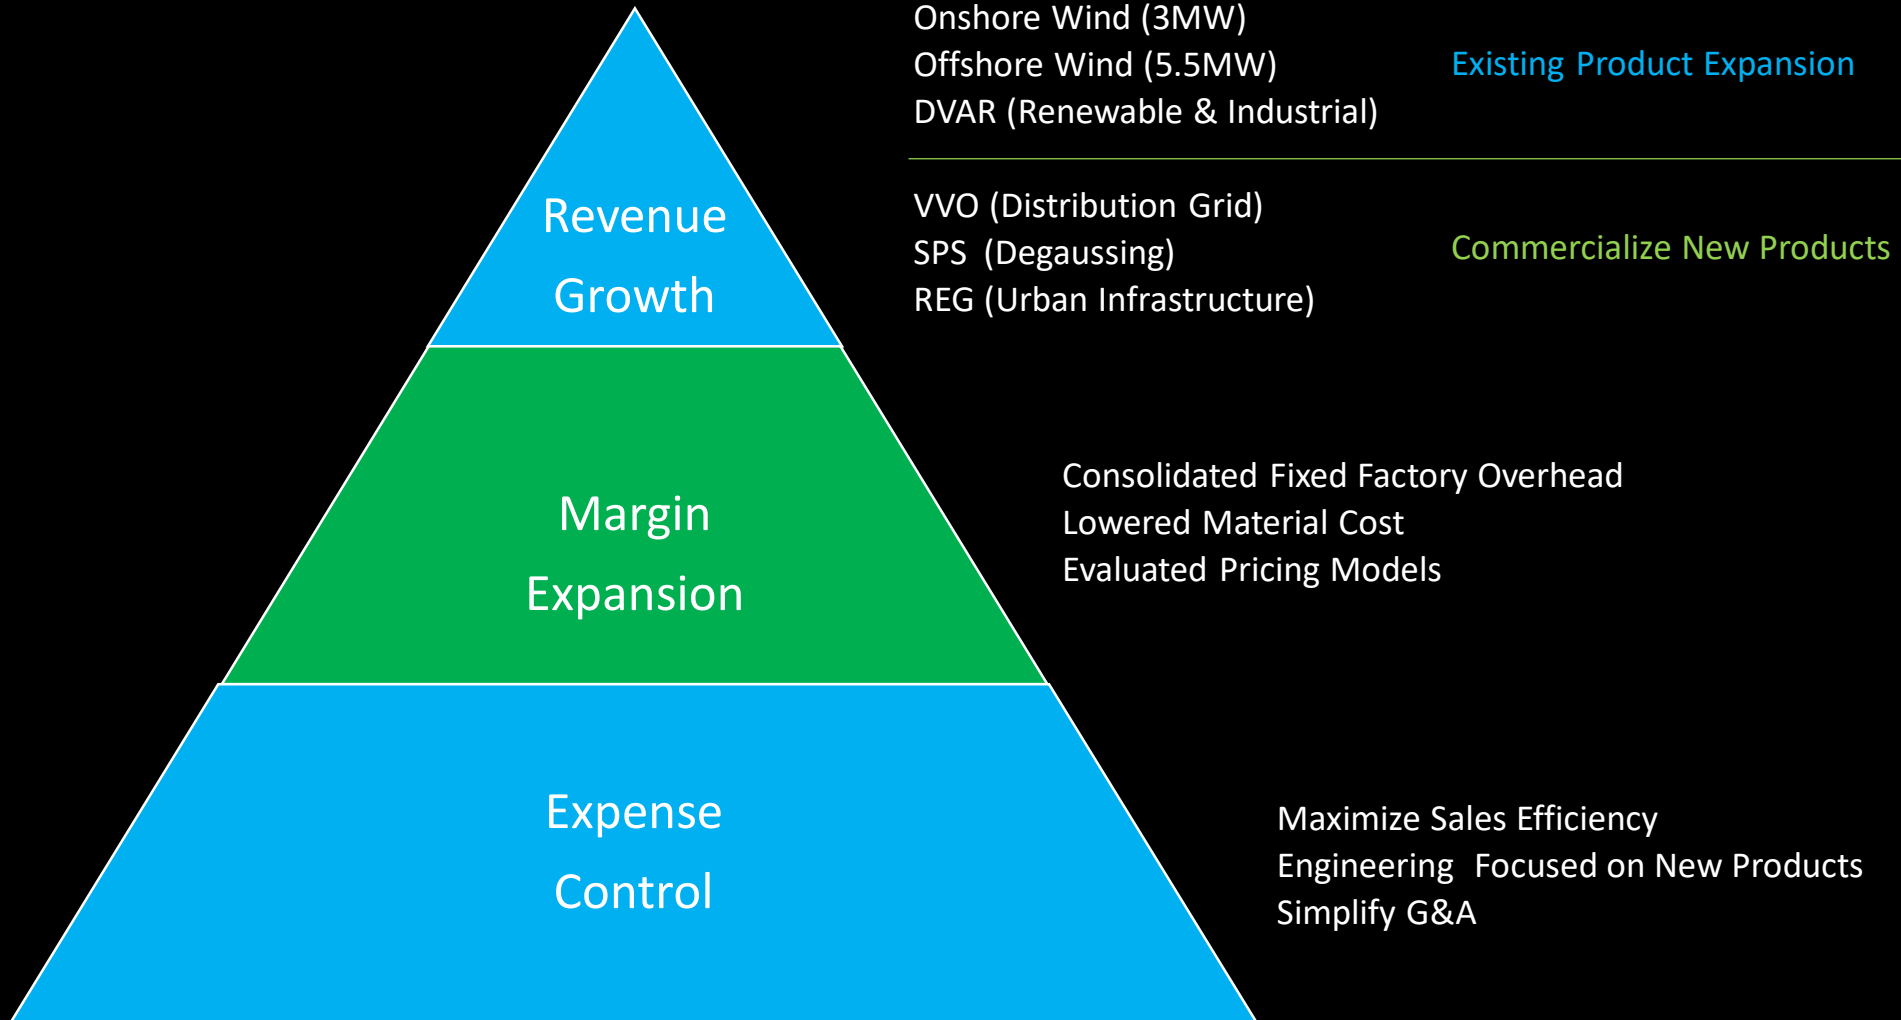 Onshore Wind (3MW)
Offshore Wind (5.5MW)
DVAR (Renewable & Industrial)
Existing Product Expansion
VVO (Distribution Grid)
SPS  (Degaussing)
REG (Urban Infrastructure)
Commercialize New Products
Revenue
Growth
Margin
Expansion
Consolidated Fixed Factory Overhead
Lowered Material Cost
Evaluated Pricing Models
Expense
Control
Maximize Sales Efficiency
Engineering  Focused on New Products
Simplify G&A